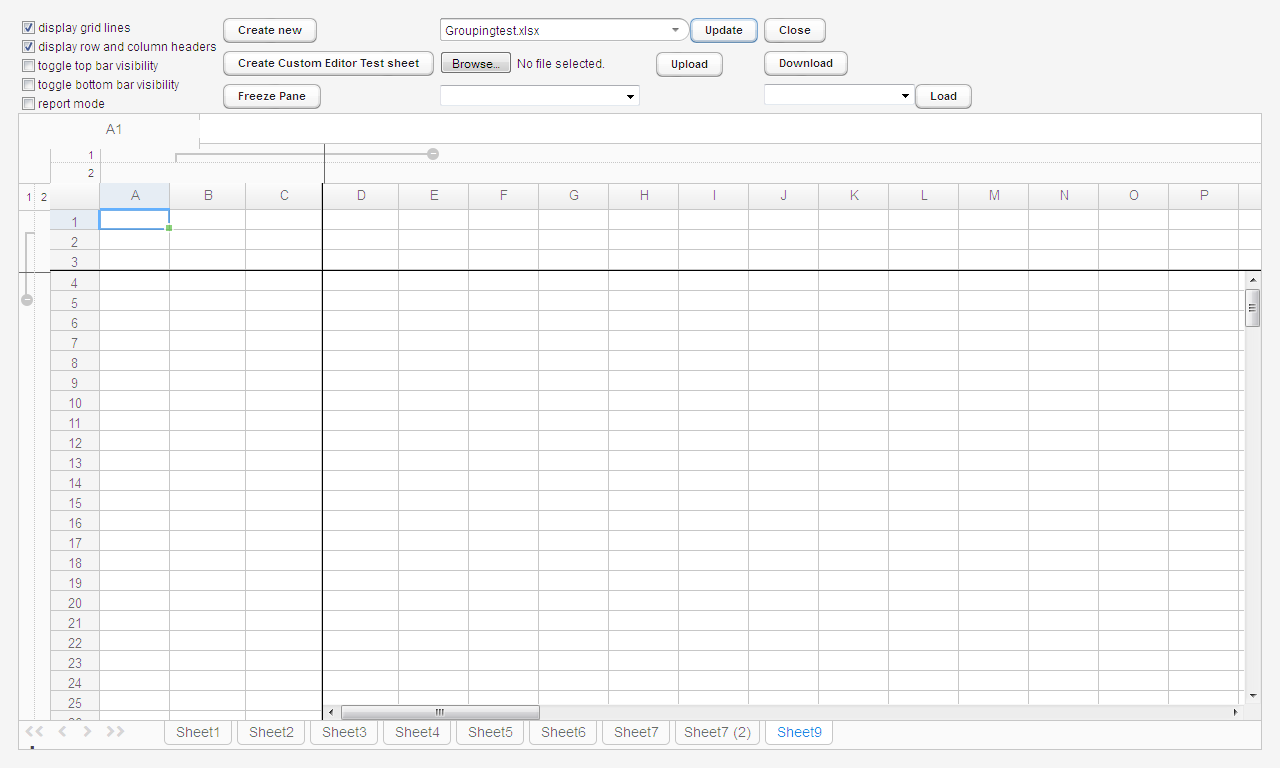 display grid lines
Create new
Groupingtest.xlsx
Update
Close
display row and column headers
toggle top bar visibility
Create Custom Editor Test sheet
Browse...
No file selected.
Upload
Download
toggle bottom bar visibility
report mode
Freeze Pane
Load
A1
1
2
1 2
A B C D E F G H I J K L M N O P
1
2
3
4
5
6
7
8
9
10
11
12
13
14
15
16
17
18
19
20
21
22
23
24
25
Sheet1 Sheet2 Sheet3 Sheet4 Sheet5 Sheet6 Sheet7 Sheet7 (2) Sheet9